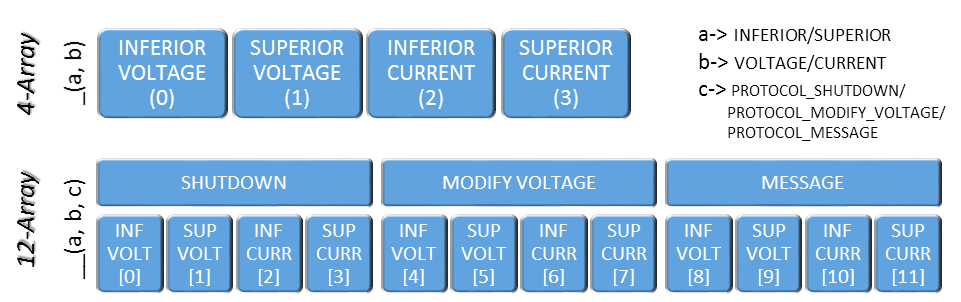 4-Array
_(a, b)
INFERIOR
VOLTAGE
(0)
SUPERIOR
VOLTAGE
(1)
INFERIOR
CURRENT
(2)
SUPERIOR
CURRENT
(3)
a-> INFERIOR/SUPERIOR
b-> VOLTAGE/CURRENT
c-> PROTOCOL_SHUTDOWN/
PROTOCOL_MODIFY_VOLTAGE/
PROTOCOL_MESSAGE
12-Array
__(a, b, c)
SHUTDOWN
MODIFY VOLTAGE
MESSAGE
INF
VOLT
[0]
SUP
VOLT
[1]
INF
CURR
[2]
SUP
CURR
[3]
INF
VOLT
[4]
SUP
VOLT
[5]
INF
CURR
[6]
SUP
CURR
[7]
INF
VOLT
[8]
SUP
VOLT
[9]
INF
CURR
[10]
SUP
CURR
[11]